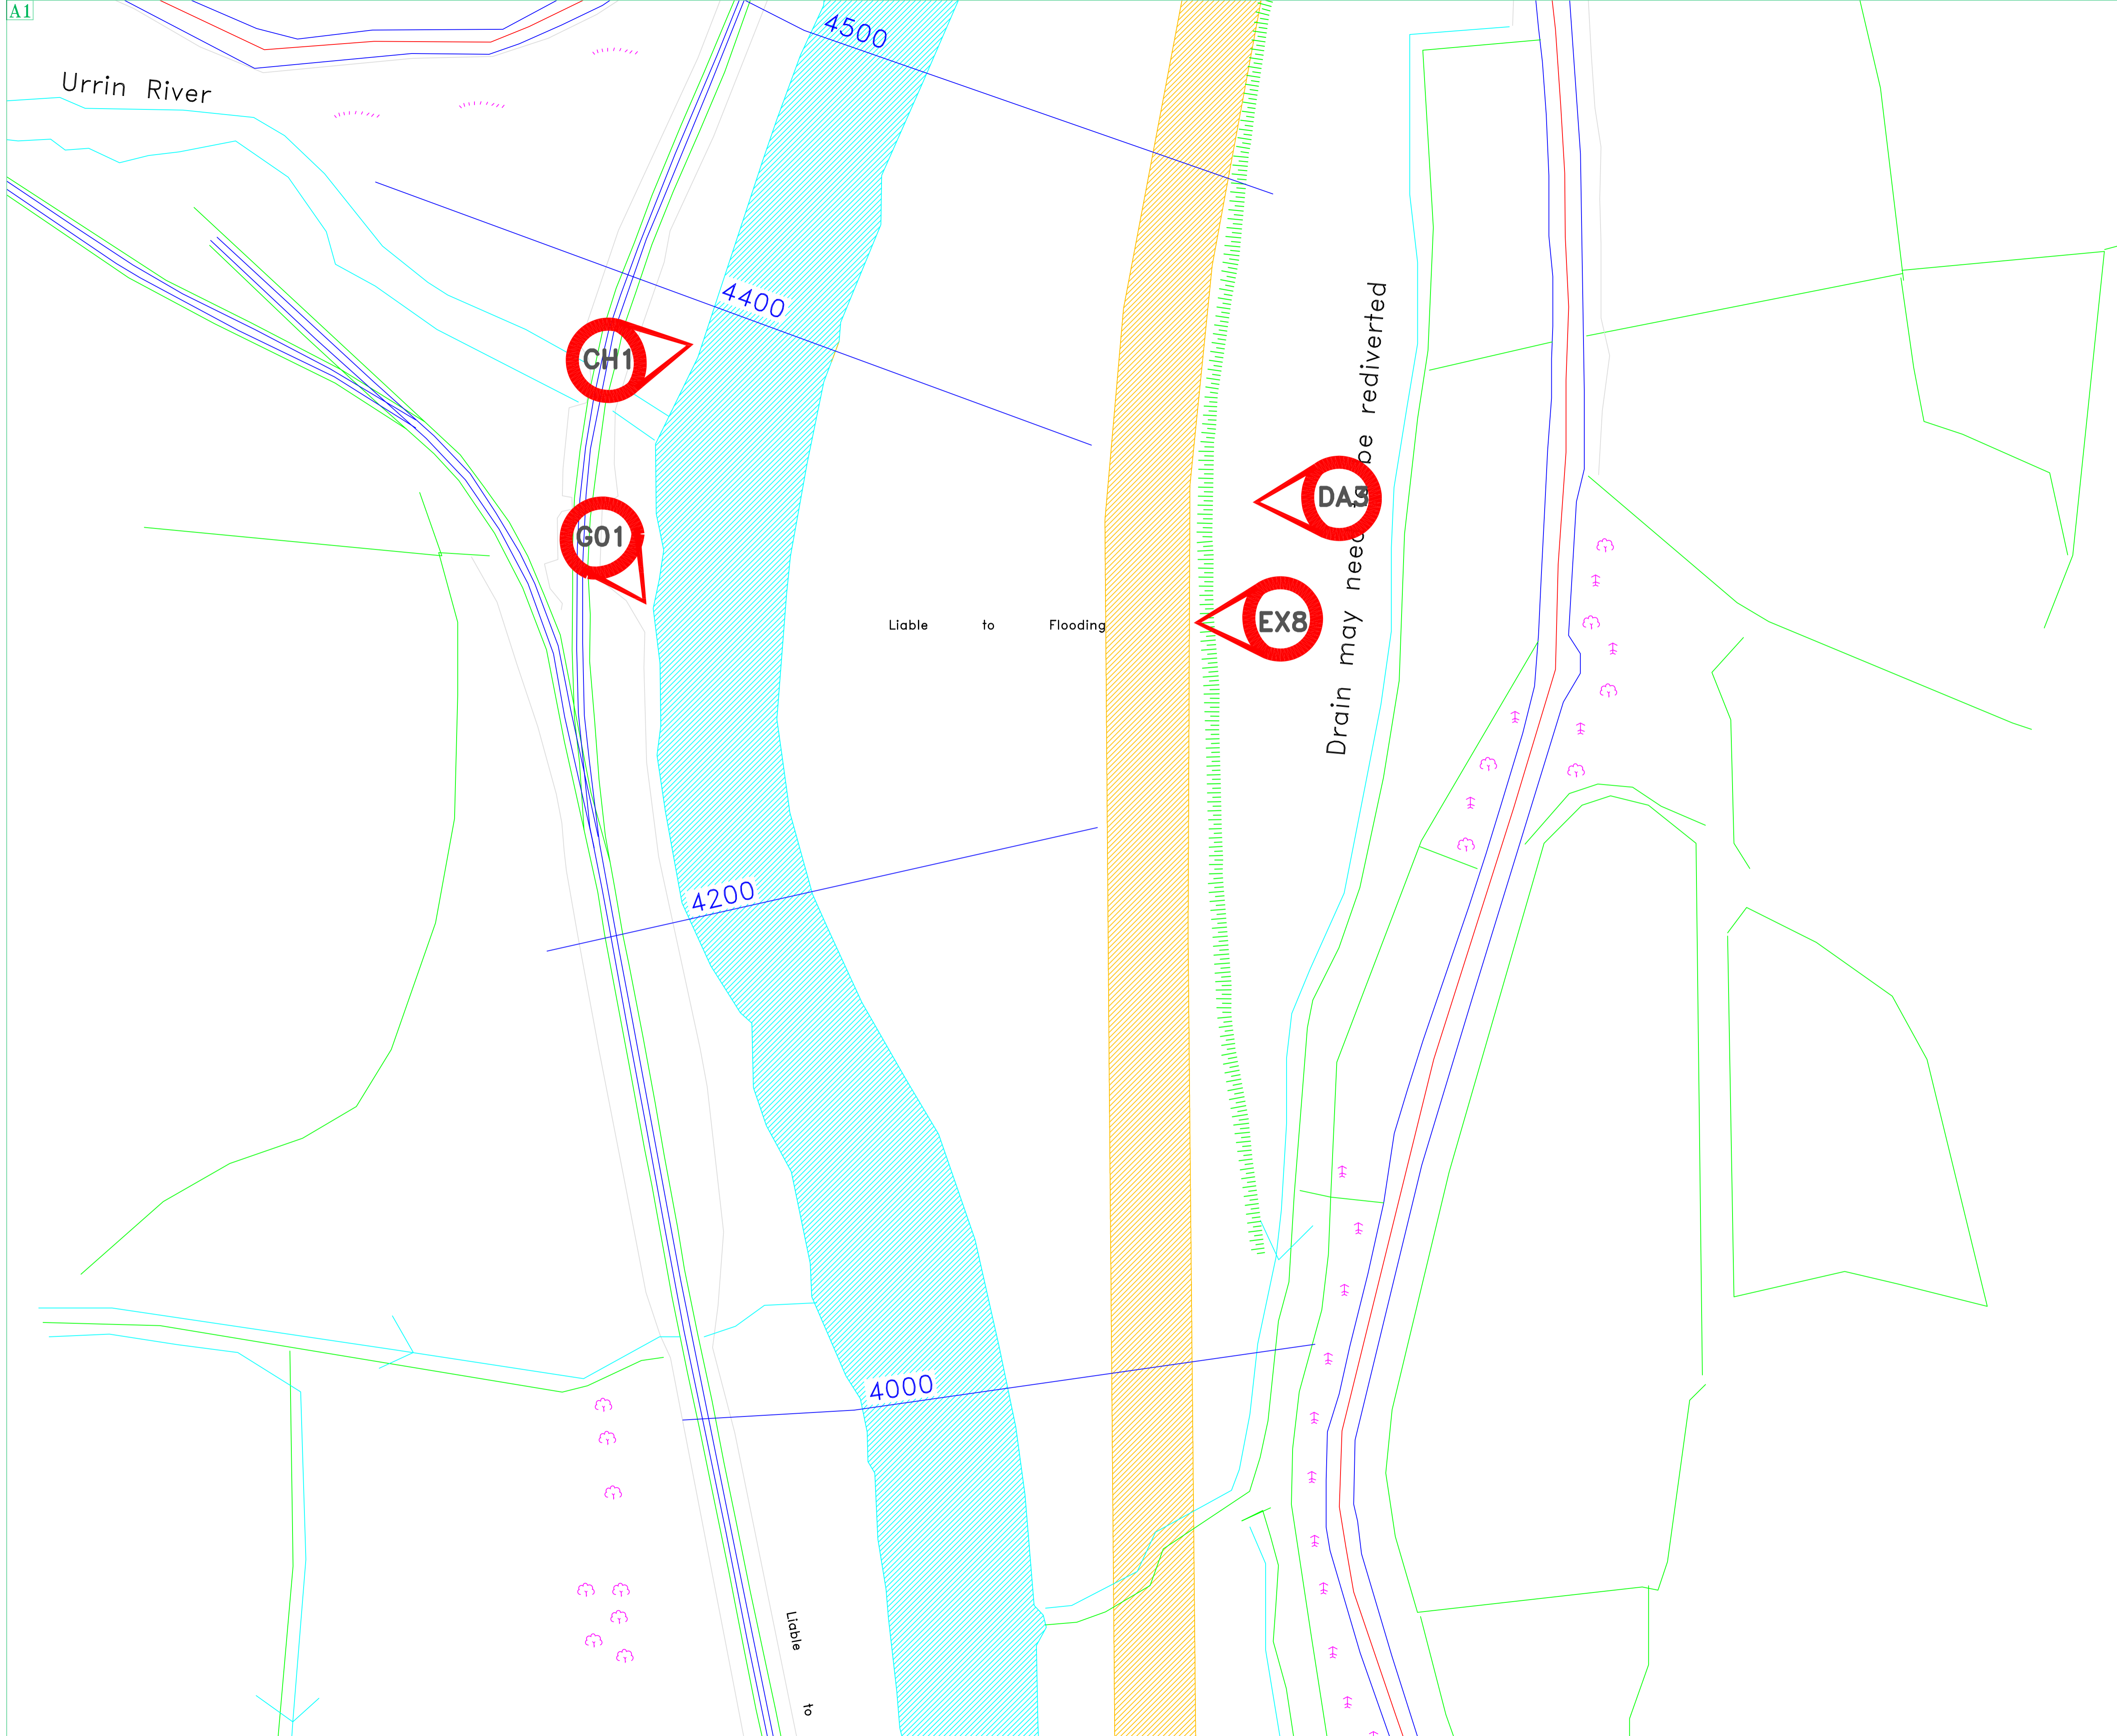 A1
4500
Urrin River
4400
CH1
DA3
GO1
EX8
Liable to Flooding
Drain may need to be rediverted
4200
4000
Liable to